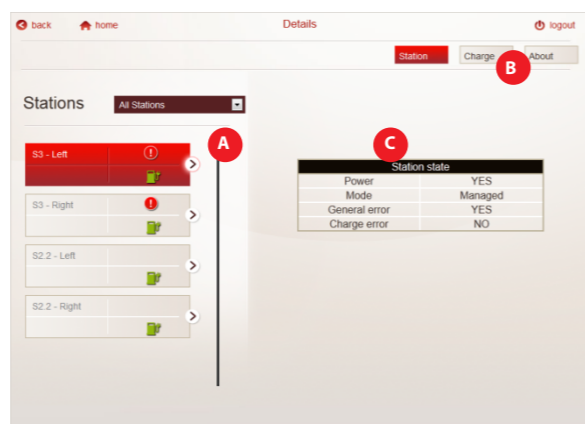 back home Details logout
Station Charge About
B
Stations All Stations
A
C
S3 - Left
S3 - Right
S2.2 - Left
S2.2 - Right
Station state
Power YES
Mode Managed
General error YES
Charge error NO